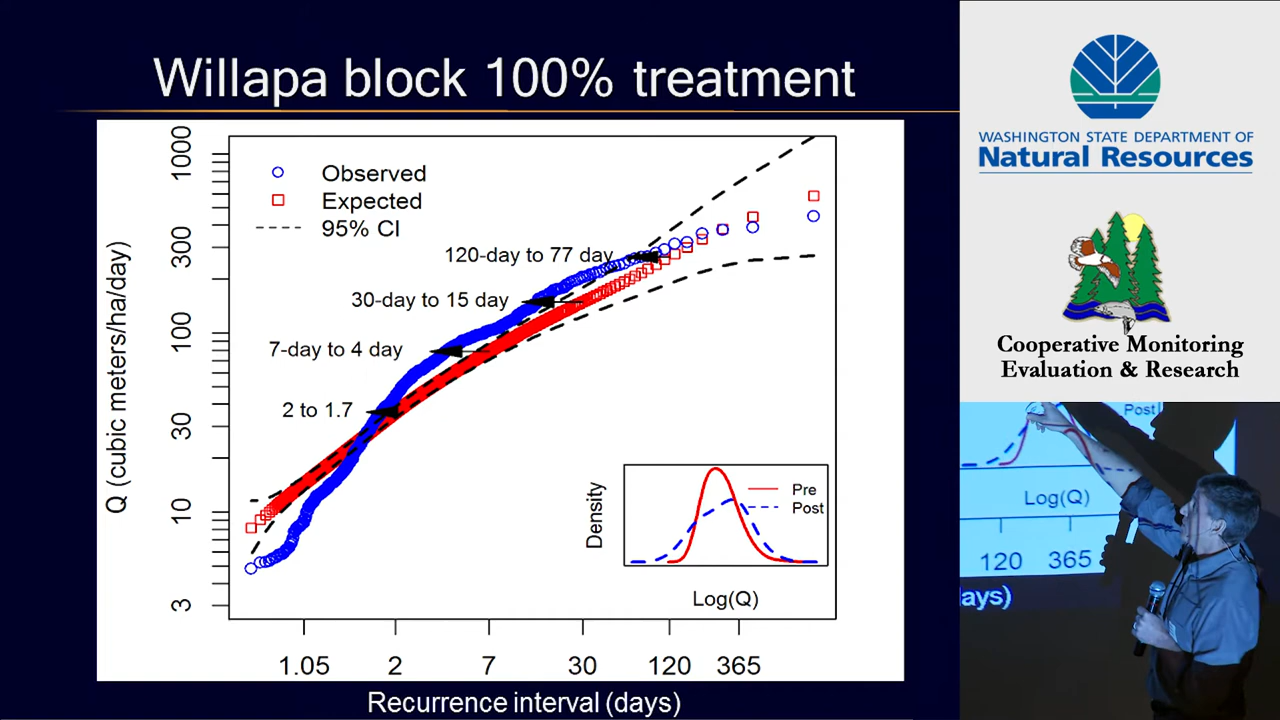 Willapa block 100% treatment
Observed
Expected
95% CI
120-day to 77 day
30-day to 15 day
7-day to 4 day
2 to 1.7
Q (cubic meters/ha/day)
1000
300
100
30
10
3
Density
Pre
Post
Log(Q)
1.05 2 7 30 120 365
Recurrence interval (days)
WASHINGTON STATE DEPARTMENT OF
Natural Resources
Cooperative Monitoring
Evaluation & Research
Post
Log(Q)
120 365
ays)